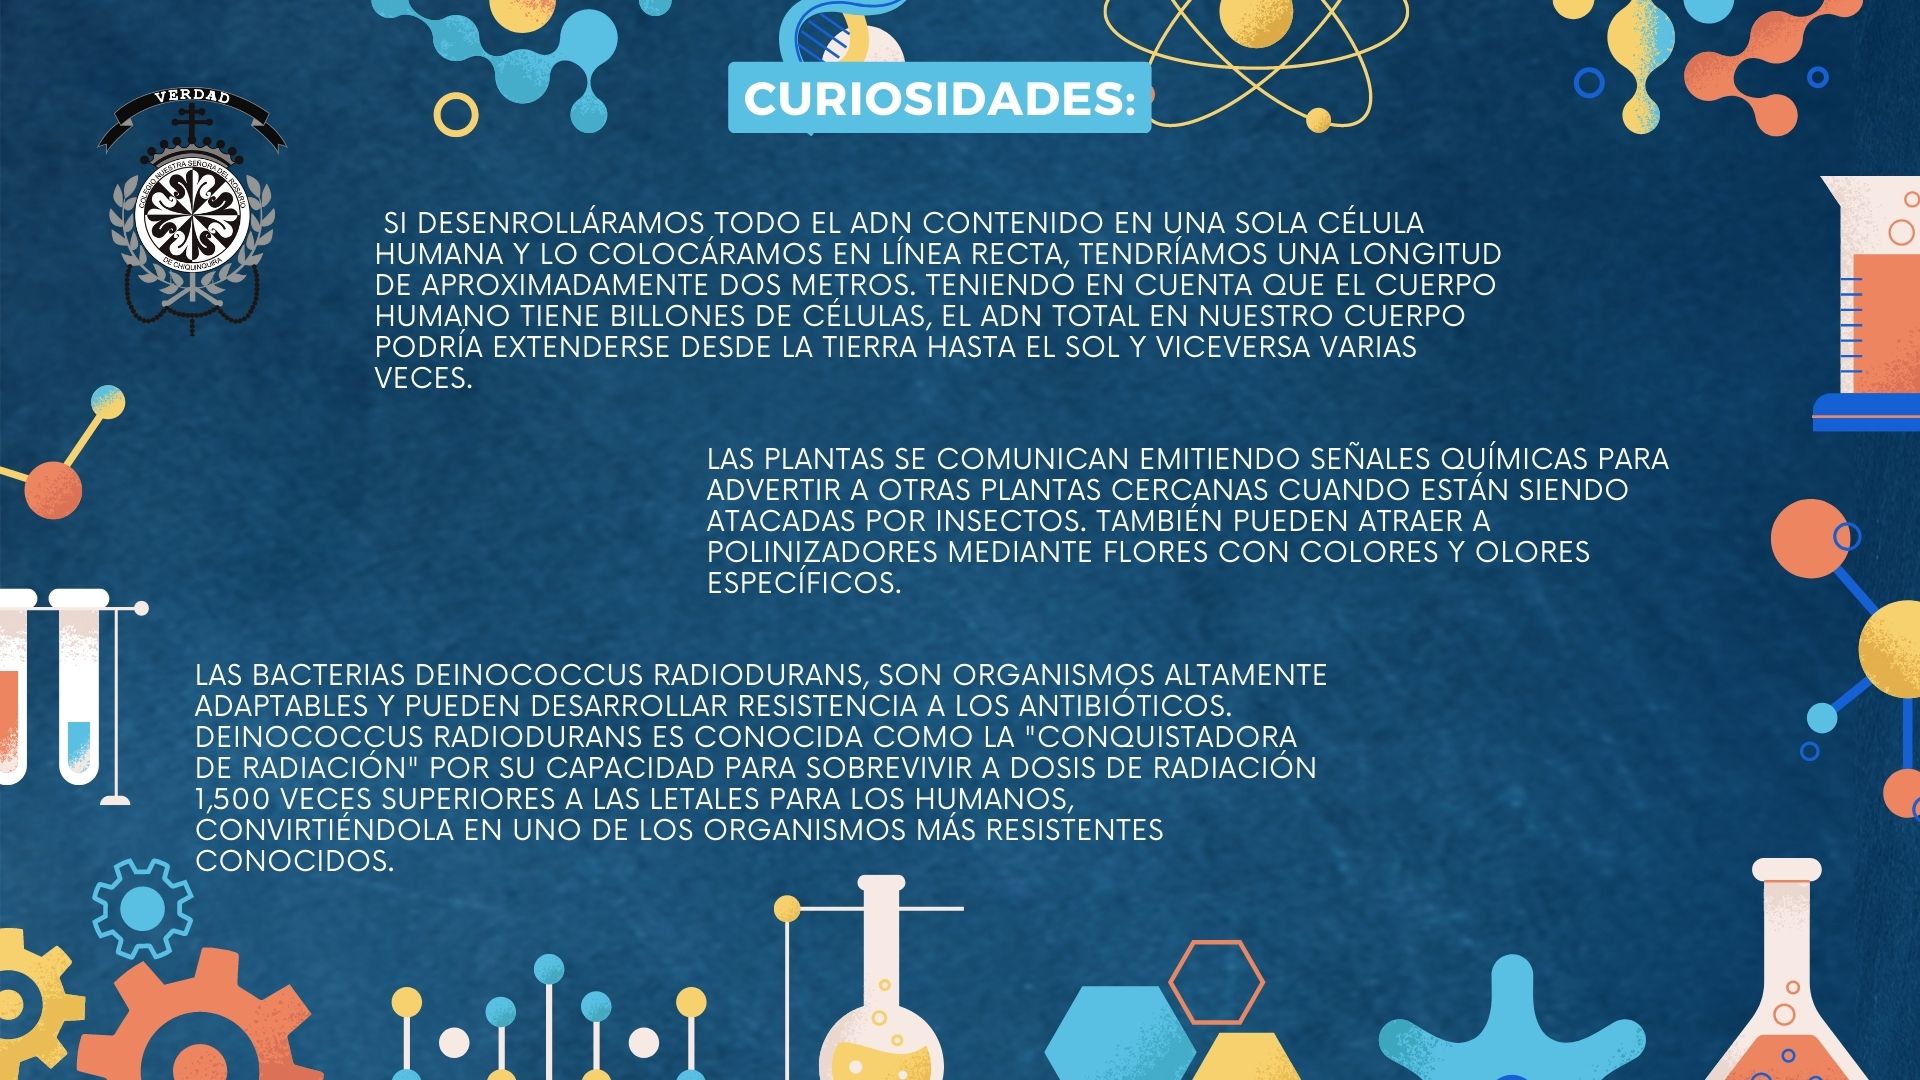 CURIOSIDADES:
VERDAD
COLEGIO NUESTRA SEÑORA DEL ROSARIO
DE CHIQUINQUIRÁ
SI DESENROLLÁRAMOS TODO EL ADN CONTENIDO EN UNA SOLA CÉLULA
HUMANA Y LO COLOCÁRAMOS EN LÍNEA RECTA, TENDRÍAMOS UNA LONGITUD
DE APROXIMADAMENTE DOS METROS. TENIENDO EN CUENTA QUE EL CUERPO
HUMANO TIENE BILLONES DE CÉLULAS, EL ADN TOTAL EN NUESTRO CUERPO
PODRÍA EXTENDERSE DESDE LA TIERRA HASTA EL SOL Y VICEVERSA VARIAS
VECES.
LAS PLANTAS SE COMUNICAN EMITIENDO SEÑALES QUÍMICAS PARA
ADVERTIR A OTRAS PLANTAS CERCANAS CUANDO ESTÁN SIENDO
ATACADAS POR INSECTOS. TAMBIÉN PUEDEN ATRAER A
POLINIZADORES MEDIANTE FLORES CON COLORES Y OLORES
ESPECÍFICOS.
LAS BACTERIAS DEINOCOCCUS RADIODURANS, SON ORGANISMOS ALTAMENTE
ADAPTABLES Y PUEDEN DESARROLLAR RESISTENCIA A LOS ANTIBIÓTICOS.
DEINOCOCCUS RADIODURANS ES CONOCIDA COMO LA "CONQUISTADORA
DE RADIACIÓN" POR SU CAPACIDAD PARA SOBREVIVIR A DOSIS DE RADIACIÓN
1,500 VECES SUPERIORES A LAS LETALES PARA LOS HUMANOS,
CONVIRTIÉNDOLA EN UNO DE LOS ORGANISMOS MÁS RESISTENTES
CONOCIDOS.